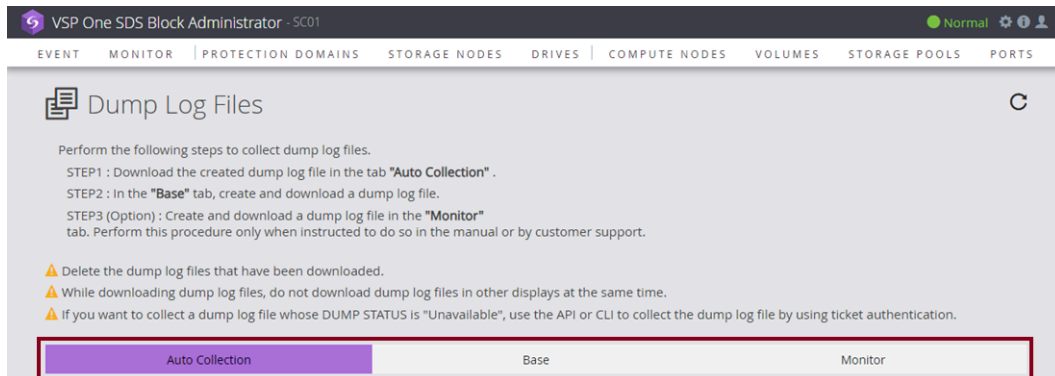 VSP One SDS Block Administrator - SC01
Normal
EVENT MONITOR PROTECTION DOMAINS STORAGE NODES DRIVES COMPUTE NODES VOLUMES STORAGE POOLS PORTS
Dump Log Files
Perform the following steps to collect dump log files.
STEP1 : Download the created dump log file in the tab "Auto Collection" .
STEP2 : In the "Base" tab, create and download a dump log file.
STEP3 (Option) : Create and download a dump log file in the "Monitor"
tab. Perform this procedure only when instructed to do so in the manual or by customer support.
Delete the dump log files that have been downloaded.
While downloading dump log files, do not download dump log files in other displays at the same time.
If you want to collect a dump log file whose DUMP STATUS is "Unavailable", use the API or CLI to collect the dump log file by using ticket authentication.
Auto Collection Base Monitor